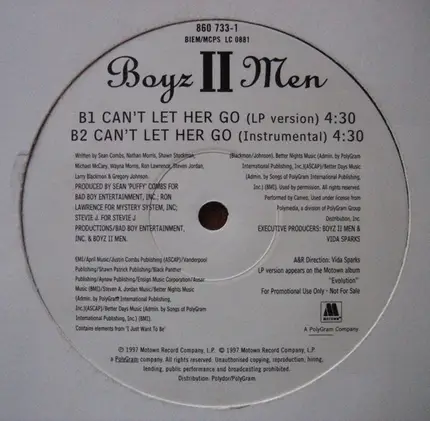 860 733-1
BIEM/MCPS LC 0881
Boyz II Men
B1 CAN'T LET HER GO (LP version) 4:30
B2 CAN'T LET HER GO (Instrumental) 4:30
Written by Sean Combs, Nathan Morris, Shawn Stockman,
Michael McCary, Wayna Morris, Ron Lawrence, Steven Jordan,
Larry Blackman & Gregory Johnson.
PRODUCED BY SEAN 'PUFFY' COMBS FOR
BAD BOY ENTERTAINMENT, INC.; RON
LAWRENCE FOR MYSTERY SYSTEM, INC;
STEVIE J. FOR STEVIE J
PRODUCTIONS/BAD BOY ENTERTAINMENT,
INC. & BOYZ II MEN.
EMI/April Music/Justin Combs Publishing (ASCAP)/Vanderpool
Publishing/Shawn Patrick Publishing/Black Panther
Publishing/Aynaw Publishing/Ensign Music Corporation/
Music (BMI)/Steven A. Jordan Music/Better Nights Music
(Admin. by PolyGram International Publishing,
Inc.)(ASCAP)/Better Days Music (Admin. by Songs of PolyGram
International Publishing, Inc.) (BMI).
Contains elements from 'I Just Want To Be'
(Blackmon/Johnson), Better Nights Music (Admin. by PolyGram
International Publishing, Inc.)(ASCAP)/Better Days Music
(Admin. by Songs of PolyGram International Publishing,
Inc.) (BMI). Used by permission. All rights reserved.
Performed by Cameo, Used under license from
Polymedia, a division of PolyGram Group
Distribution, Inc.
EXECUTIVE PRODUCERS: BOYZ II MEN &
VIDA SPARKS
A&R Direction: Vida Sparks
LP version appears on the Motown album
"Evolution"
For Promotional Use Only - Not For Sale
M
MOTOWN
A PolyGram Company
℗ 1997 Motown Record Company, L.P. © 1997 Motown Record Company, L.P.
a PolyGram company. All rights reserved. Unauthorised copying, reproduction, hiring,
lending, public performance and broadcasting prohibited.
Distribution: Polydor/PolyGram.